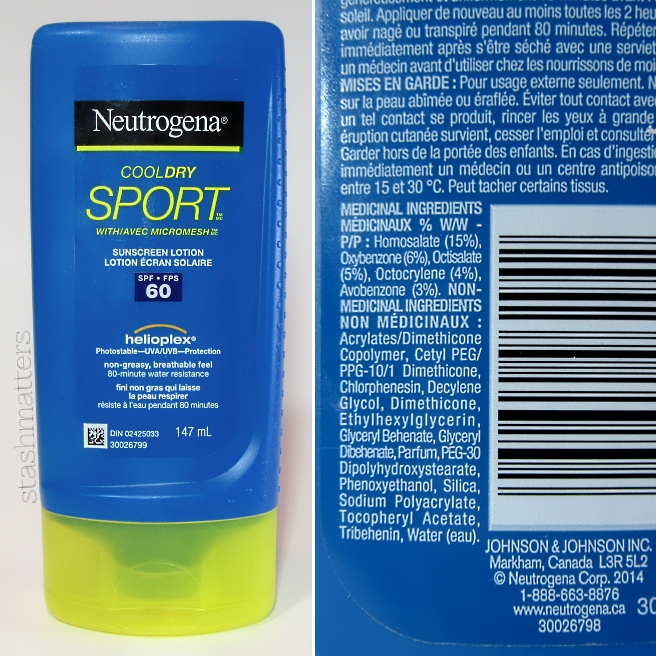 Neutrogena®
COOLDRY
SPORT™ MC
WITH/AVEC MICROMESH
SUNSCREEN LOTION
LOTION ÉCRAN SOLAIRE
SPF • FPS
60
helioplex®
Photostable—UVA/UVB—Protection
non-greasy, breathable feel
80-minute water resistance
fini non gras qui laisse
la peau respirer
résiste à l'eau pendant 80 minutes
DIN 02425033
30026799
147 mL
stashmatters
soleil. Appliquer de nouveau au moins toutes les 2 heu
avoir nagé ou transpiré pendant 80 minutes. Répéter
immédiatement après s'être séché avec une serviet
un médecin avant d'utiliser chez les nourrissons de moi
MISES EN GARDE : Pour usage externe seulement. N
sur la peau abîmée ou éraflée. Éviter tout contact avec
un tel contact se produit, rincer les yeux à grande
éruption cutanée survient, cesser l'emploi et consulter
Garder hors de la portée des enfants. En cas d'ingesti
immédiatement un médecin ou un centre antipoison
entre 15 et 30 °C. Peut tacher certains tissus.
MEDICINAL INGREDIENTS
MÉDICINAUX % W/W -
P/P : Homosalate (15%),
Oxybenzone (6%), Octisalate
(5%), Octocrylene (4%),
Avobenzone (3%). NON-
MEDICINAL INGREDIENTS
NON MÉDICINAUX :
Acrylates/Dimethicone
Copolymer, Cetyl PEG/
PPG-10/1 Dimethicone,
Chlorphenesin, Decylene
Glycol, Dimethicone,
Ethylhexylglycerin,
Glyceryl Behenate, Glyceryl
Dibehenate, Parfum, PEG-30
Dipolyhydroxystearate,
Phenoxyethanol, Silica,
Sodium Polyacrylate,
Tocopheryl Acetate,
Tribehenin, Water (eau).
JOHNSON & JOHNSON INC.
Markham, Canada L3R 5L2
© Neutrogena Corp. 2014
1-888-663-8876
www.neutrogena.ca
30026798
30